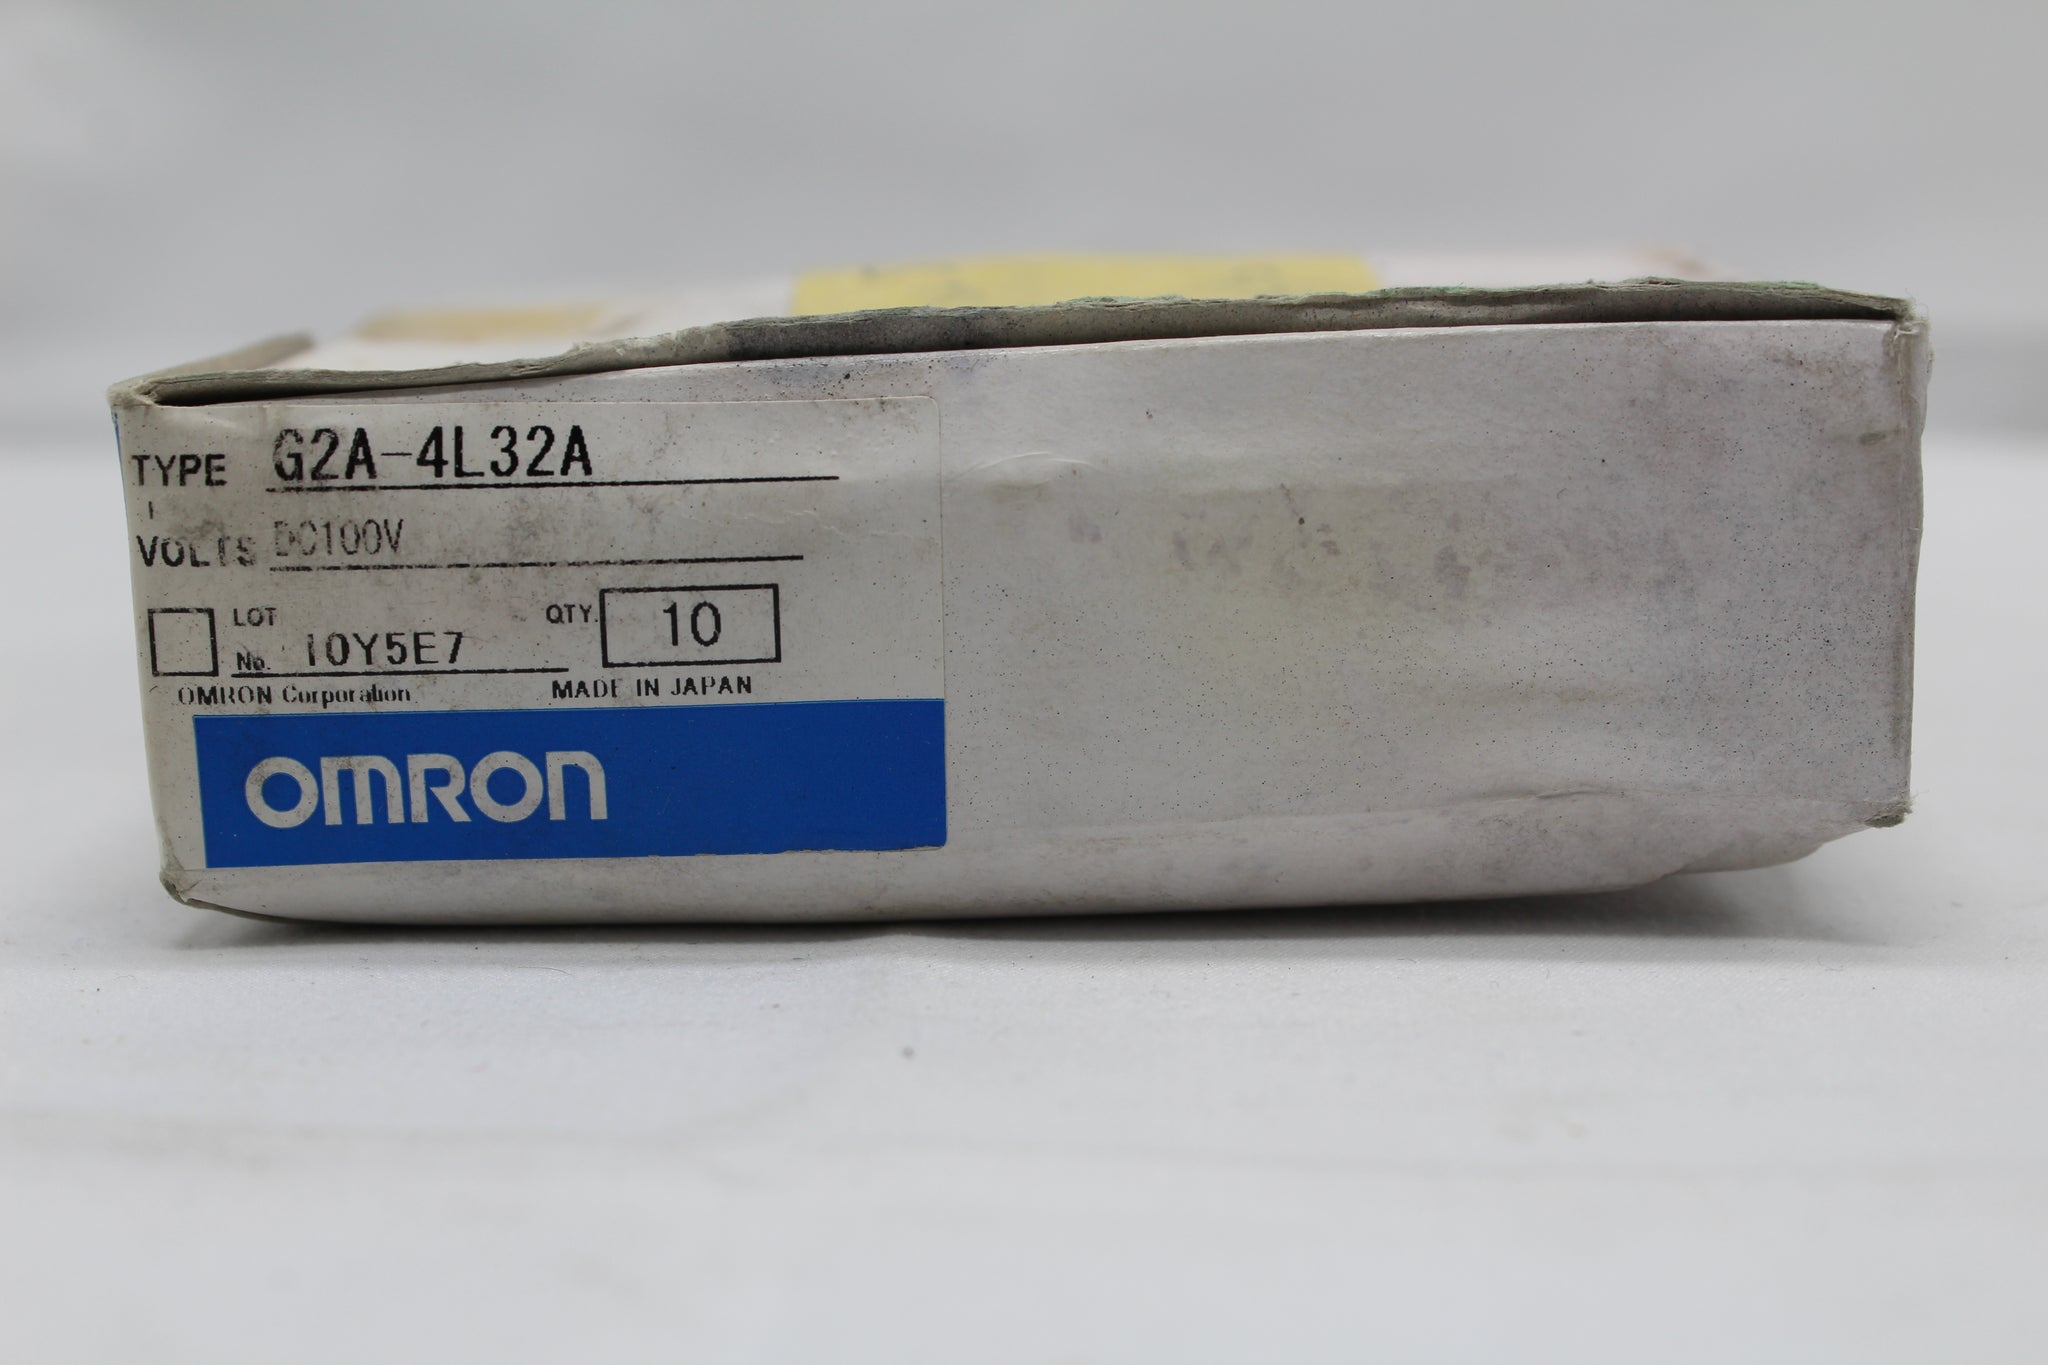 TYPE G2A-4L32A
VOLTS DC100V
LOT No. 10Y5E7 QTY. 10
OMRON Corporation MADE IN JAPAN
OMRON